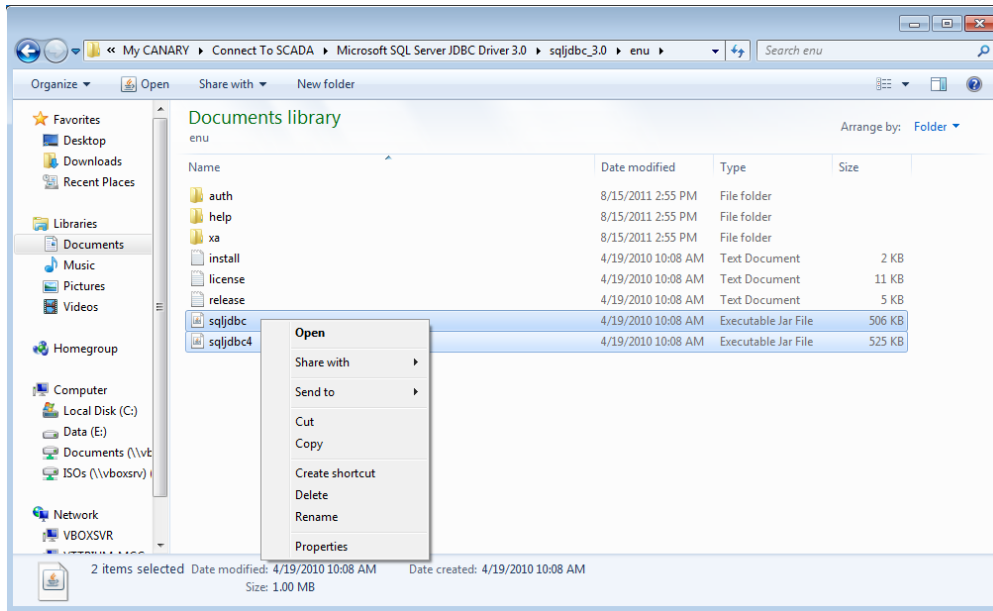 « My CANARY ▸ Connect To SCADA ▸ Microsoft SQL Server JDBC Driver 3.0 ▸ sqljdbc_3.0 ▸ enu ▸
Search enu
Organize ▾ Open Share with ▾ New folder
Favorites
Desktop
Downloads
Recent Places
Libraries
Documents
Music
Pictures
Videos
Homegroup
Computer
Local Disk (C:)
Data (E:)
Documents (\\vb
ISOs (\\vboxsrv)
Network
VBOXSVR
Documents library
enu
Arrange by: Folder ▾
Name Date modified Type Size
auth 8/15/2011 2:55 PM File folder
help 8/15/2011 2:55 PM File folder
xa 8/15/2011 2:55 PM File folder
install 4/19/2010 10:08 AM Text Document 2 KB
license 4/19/2010 10:08 AM Text Document 11 KB
release 4/19/2010 10:08 AM Text Document 5 KB
sqljdbc 4/19/2010 10:08 AM Executable Jar File 506 KB
sqljdbc4 4/19/2010 10:08 AM Executable Jar File 525 KB
Open
Share with
Send to
Cut
Copy
Create shortcut
Delete
Rename
Properties
2 items selected Date modified: 4/19/2010 10:08 AM Date created: 4/19/2010 10:08 AM
Size: 1.00 MB